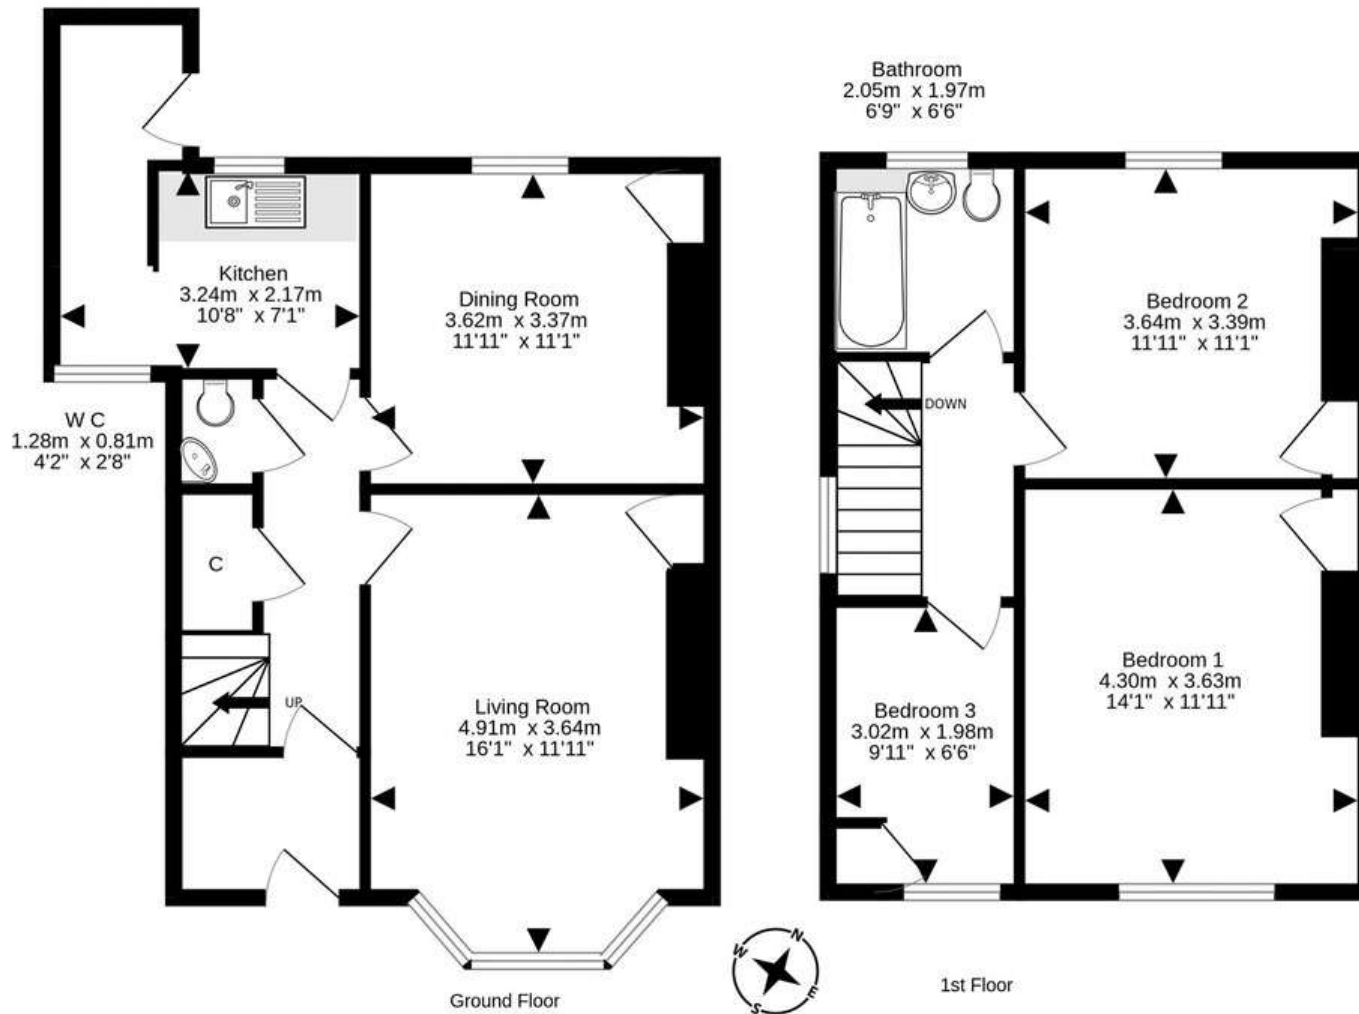 Bathroom
2.05m x 1.97m
6'9" x 6'6"
Kitchen
3.24m x 2.17m
10'8" x 7'1"
Dining Room
3.62m x 3.37m
11'11" x 11'1"
Bedroom 2
3.64m x 3.39m
11'11" x 11'1"
DOWN
W C
1.28m x 0.81m
4'2" x 2'8"
C
UP
Living Room
4.91m x 3.64m
16'1" x 11'11"
Bedroom 3
3.02m x 1.98m
9'11" x 6'6"
Bedroom 1
4.30m x 3.63m
14'1" x 11'11"
N
W
E
S
Ground Floor
1st Floor